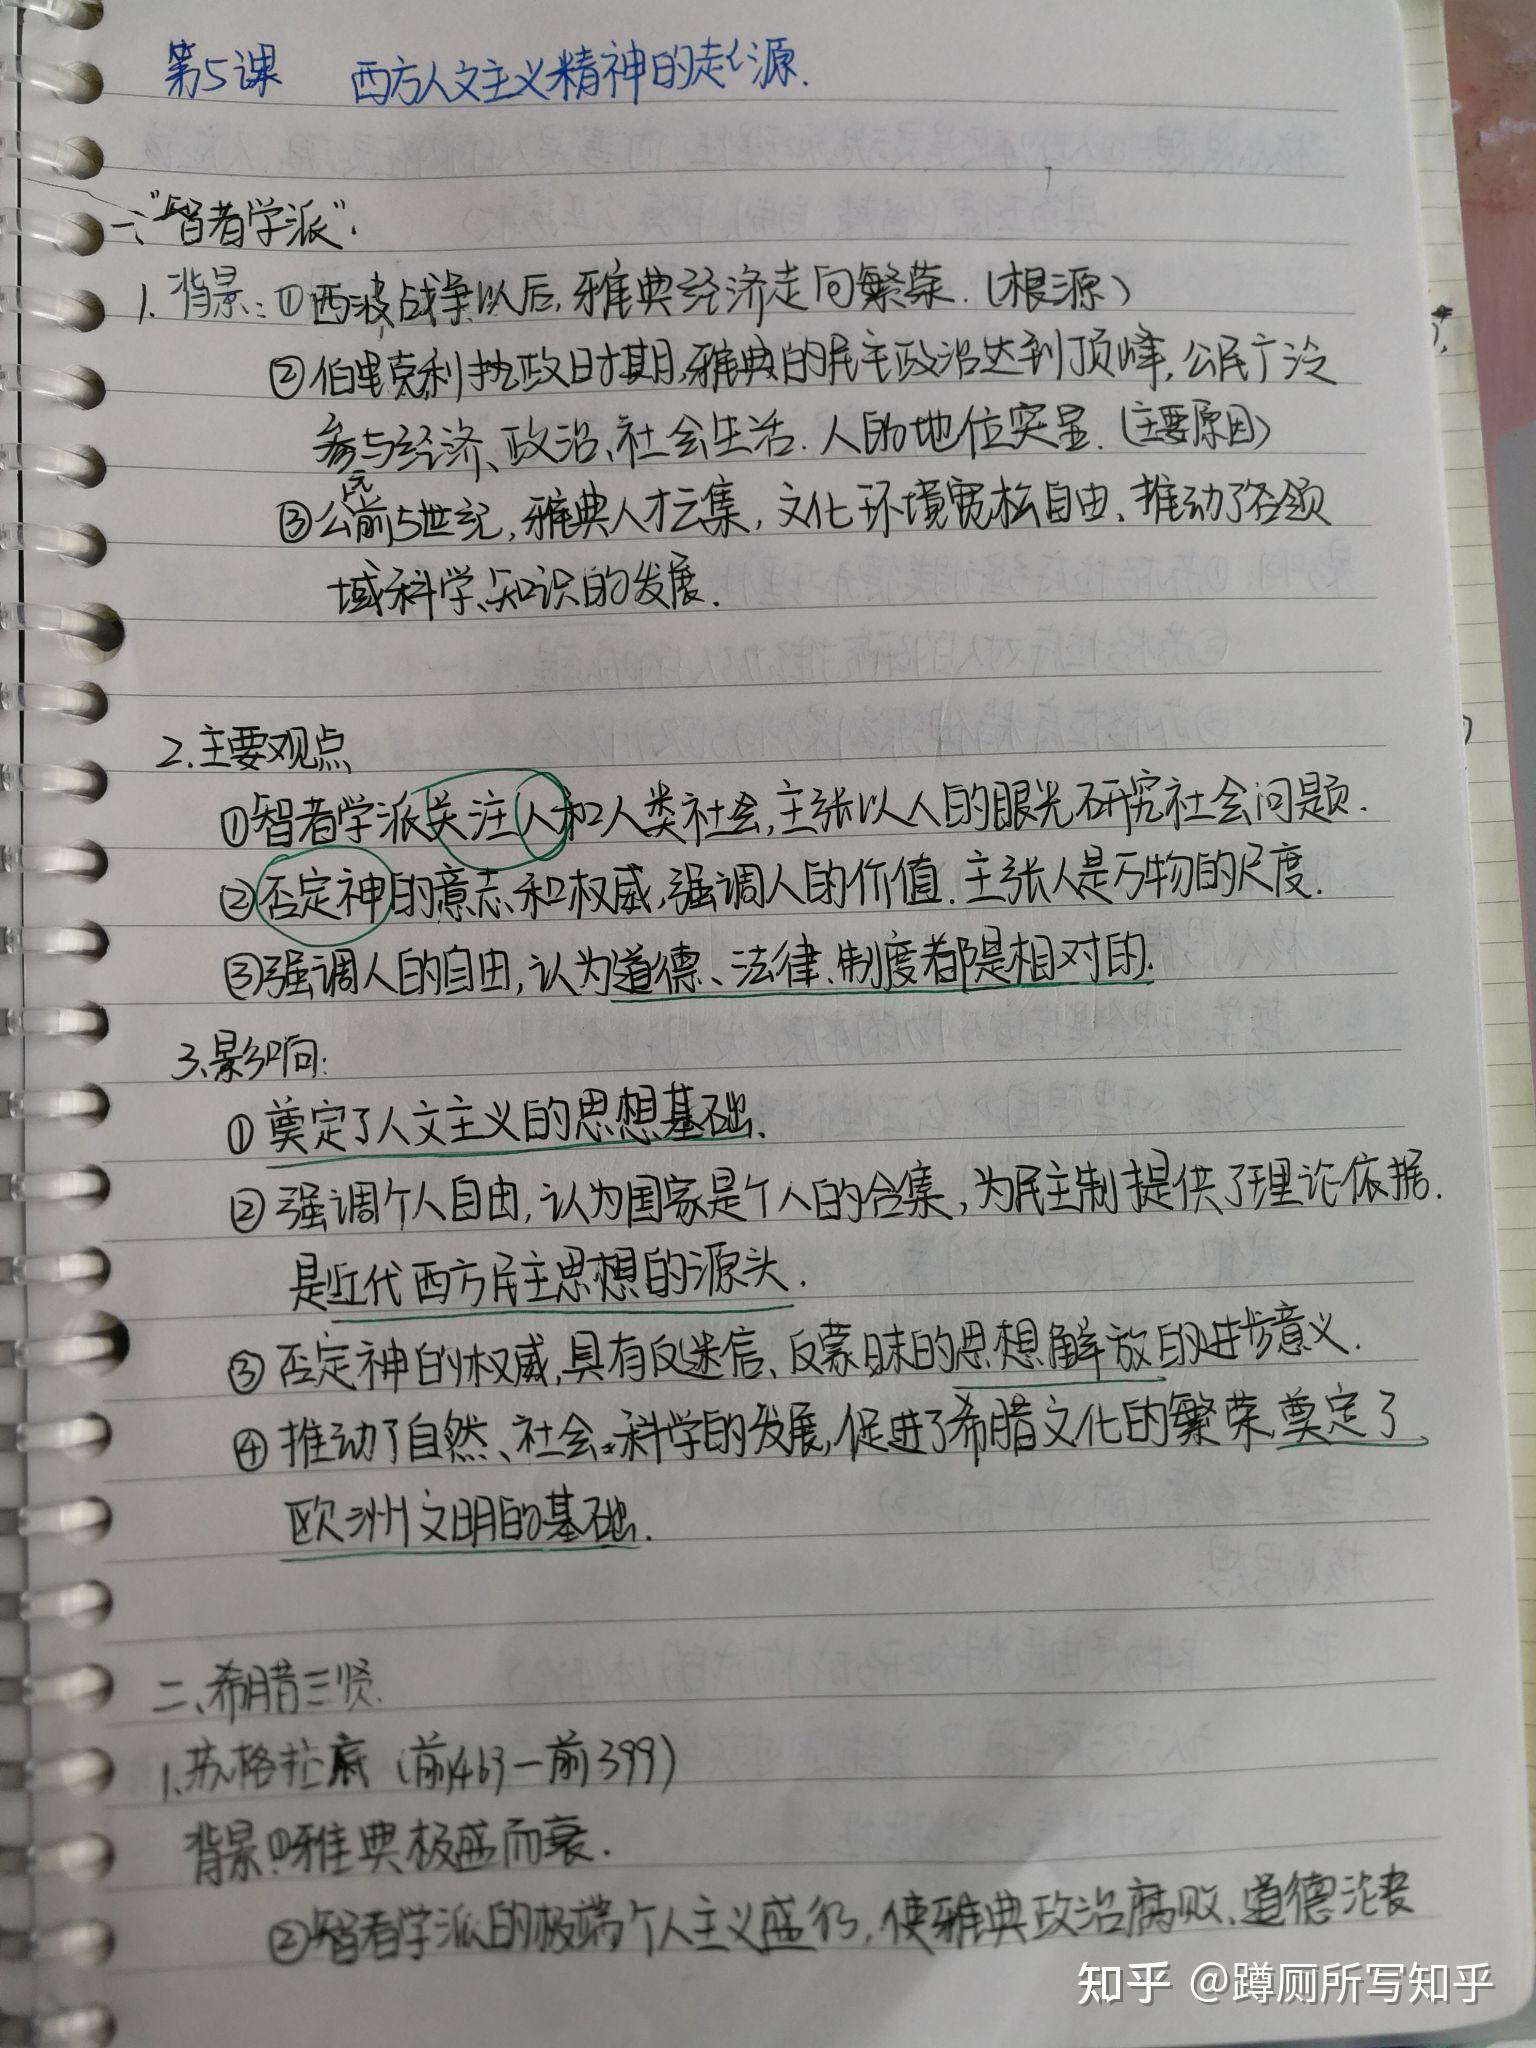 第5课 西方人文主义精神的起源.
一、"智者学派".
1. 背景:①西波战争以后,雅典经济走向繁荣.(根源)
②伯里克利执政时期,雅典的民主政治达到顶峰,公民广泛
参与经济、政治、社会生活.人的地位突显.(主要原因)
③公元前5世纪,雅典人才云集,文化环境宽松自由、推动了各领
域科学、知识的发展.
2.主要观点
①智者学派关注人和人类社会,主张以人的眼光研究社会问题.
②否定神的意志和权威,强调人的价值.主张人是万物的尺度.
③强调人的自由,认为道德、法律、制度都是相对的.
3.影响:
①奠定了人文主义的思想基础.
②强调个人自由,认为国家是个人的合集,为民主制提供了理论依据.
是近代西方民主思想的源头.
③否定神的权威,具有反迷信、反蒙昧的思想解放的进步意义.
④推动了自然、社会科学的发展,促进了希腊文化的繁荣,奠定了
欧洲文明的基础.
二、希腊三贤.
1.苏格拉底(前469-前399)
背景:①雅典极盛而衰.
②智者学派的极端个人主义盛行,使雅典政治腐败、道德沦丧
知乎 @蹲厕所写知乎